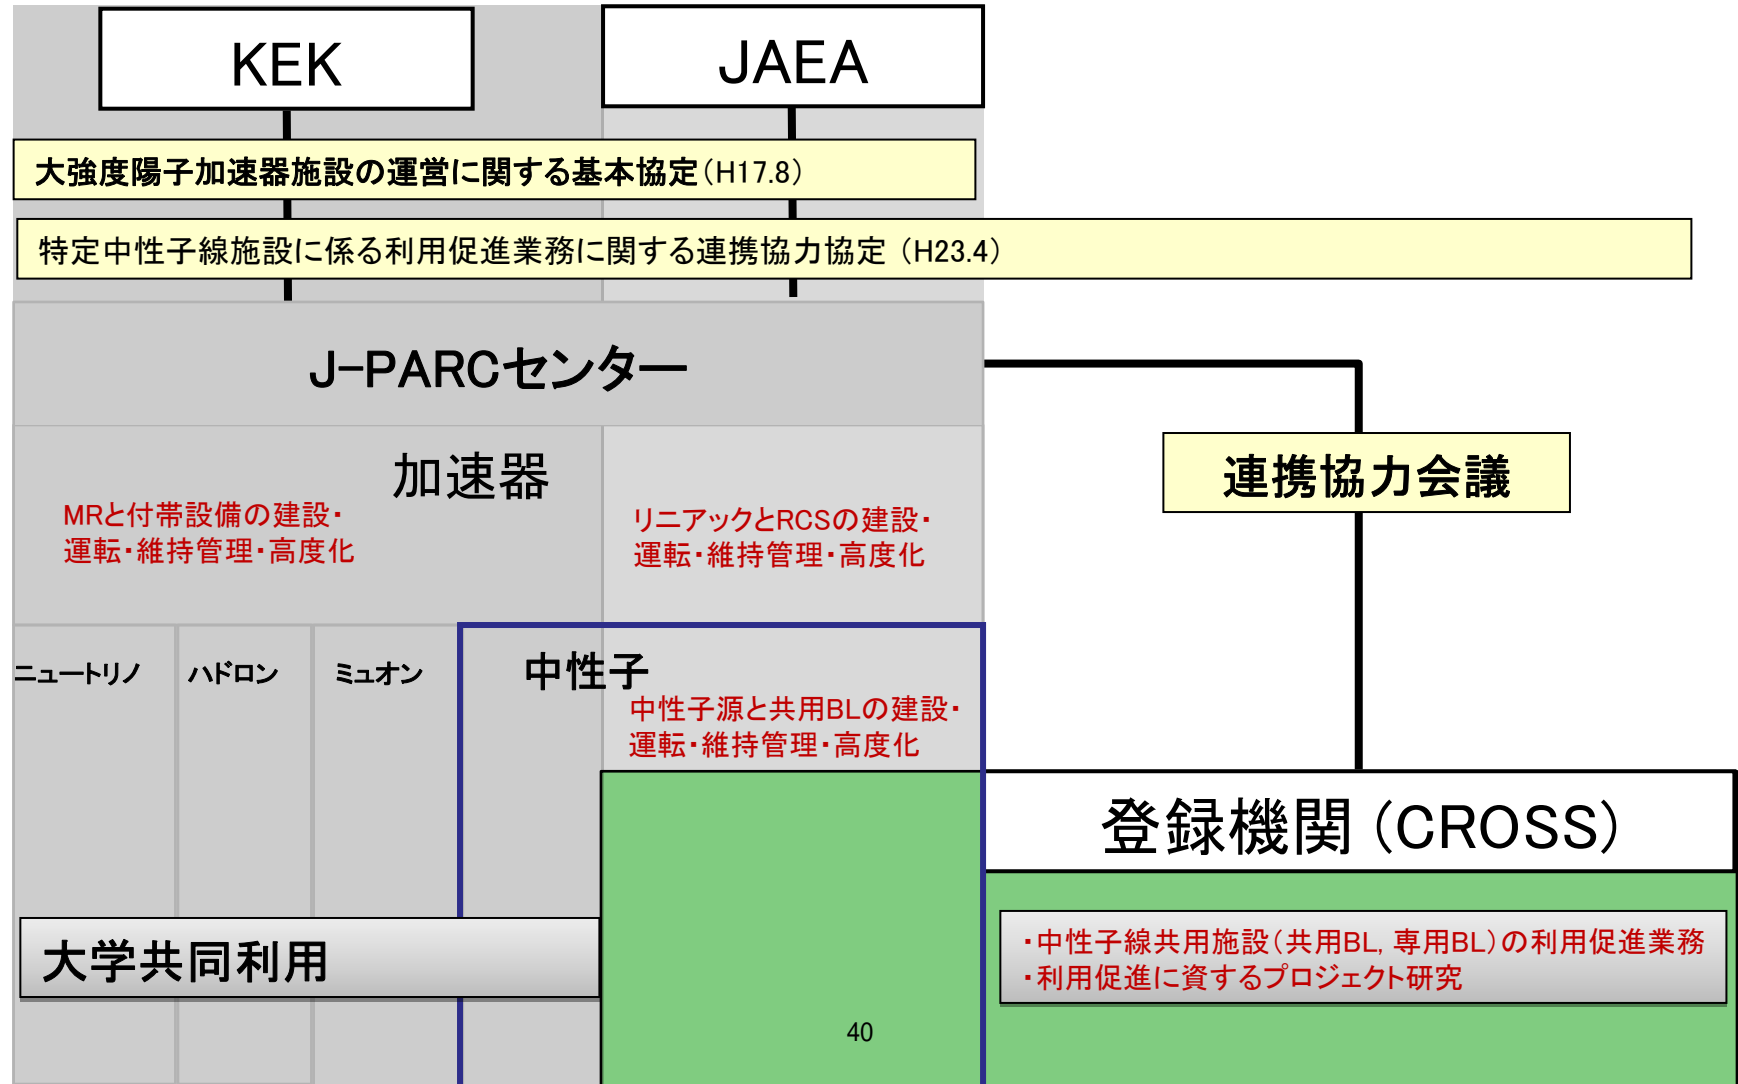 KEK
JAEA
大強度陽子加速器施設の運営に関する基本協定(H17.8)
特定中性子線施設に係る利用促進業務に関する連携協力協定 (H23.4)
J-PARCセンター
連携協力会議
加速器
MRと付帯設備の建設・
運転・維持管理・高度化
リニアックとRCSの建設・
運転・維持管理・高度化
ニュートリノ
ハドロン
ミュオン
中性子
中性子源と共用BLの建設・
運転・維持管理・高度化
登録機関 (CROSS)
大学共同利用
・中性子線共用施設(共用BL, 専用BL)の利用促進業務
・利用促進に資するプロジェクト研究
40